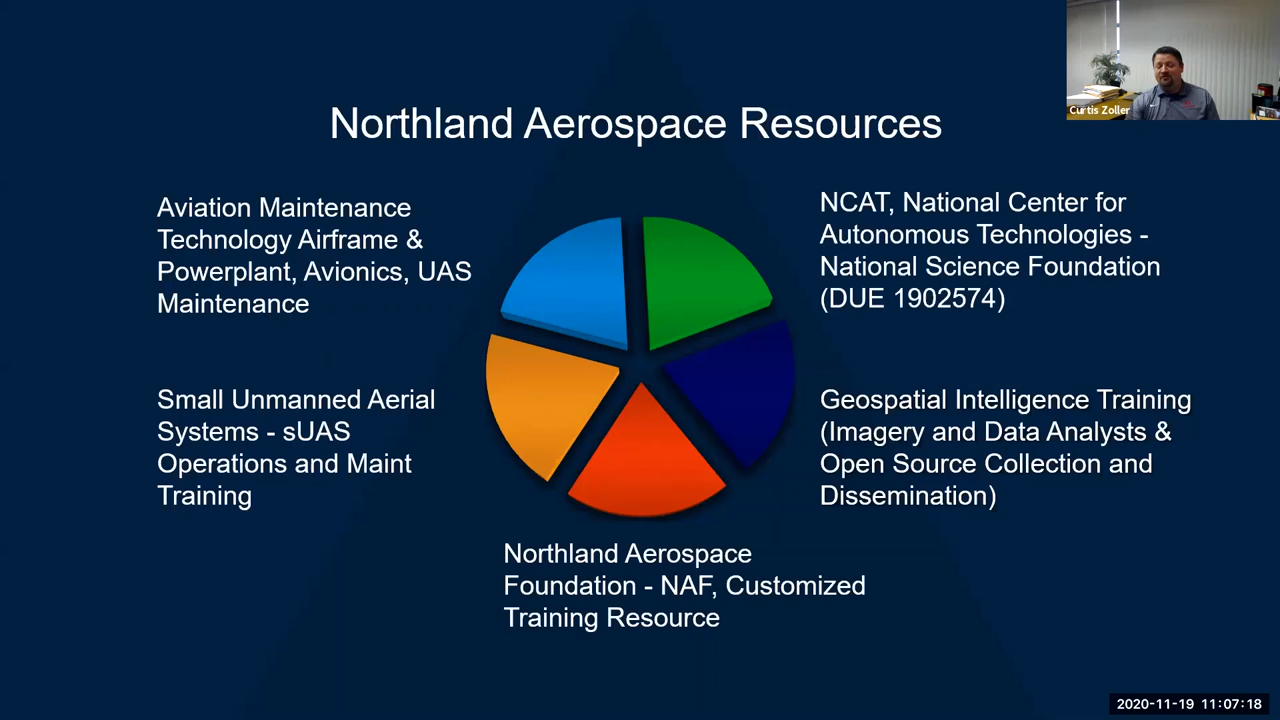 Curtis Zoller
Northland Aerospace Resources
Aviation Maintenance
Technology Airframe &
Powerplant, Avionics, UAS
Maintenance
NCAT, National Center for
Autonomous Technologies -
National Science Foundation
(DUE 1902574)
Small Unmanned Aerial
Systems - sUAS
Operations and Maint
Training
Geospatial Intelligence Training
(Imagery and Data Analysts &
Open Source Collection and
Dissemination)
Northland Aerospace
Foundation - NAF, Customized
Training Resource
2020-11-19 11:07:18